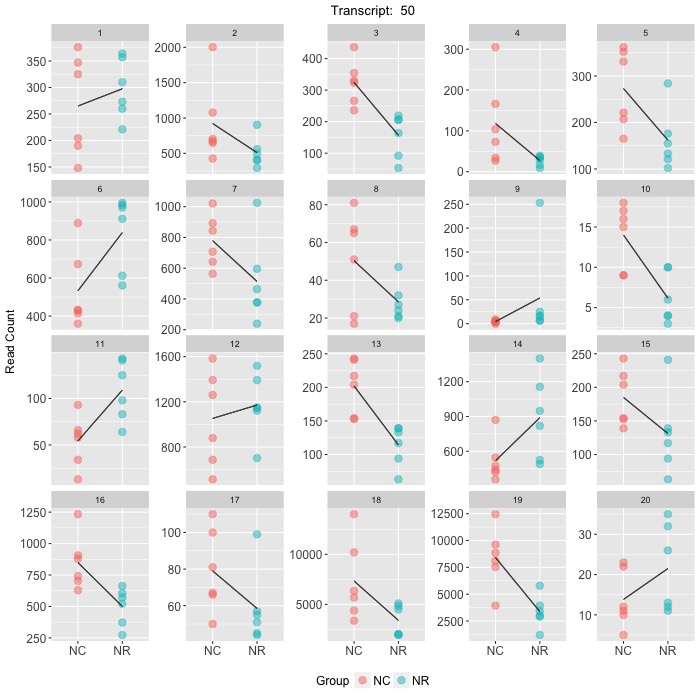 Transcript: 50
1 2 3 4 5
350 300 250 200 150
2000 1500 1000 500
400 300 200 100
300 200 100 0
300 200 100
6 7 8 9 10
1000 800 600 400
1000 800 600 400 200
80 60 40 20
250 200 150 100 50 0
15 10 5
Read Count
11 12 13 14 15
100 50
1600 1200 800
250 200 150 100
1200 900 600
250 200 150 100
16 17 18 19 20
1250 1000 750 500 250
100 80 60
10000 5000
12500 10000 7500 5000 2500
30 20 10
NC NR NC NR NC NR NC NR NC NR
Group NC NR